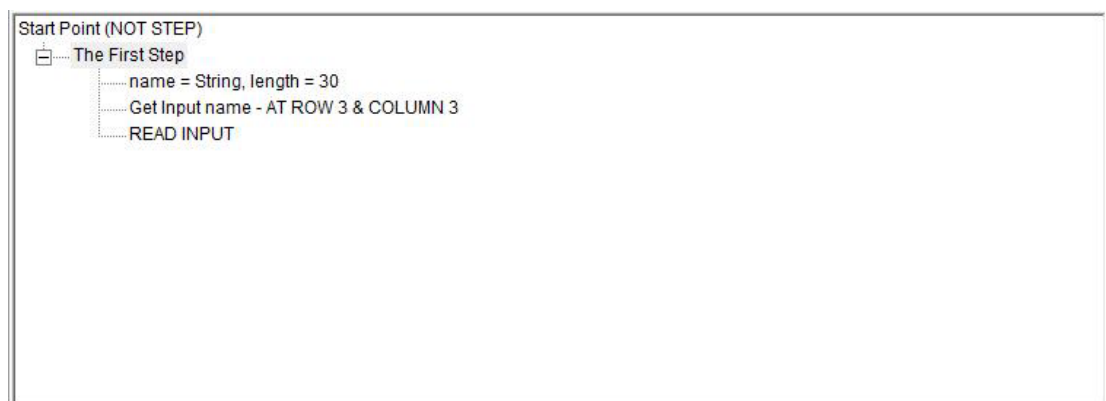 Start Point (NOT STEP)
The First Step
name = String, length = 30
Get Input name - AT ROW 3 & COLUMN 3
READ INPUT